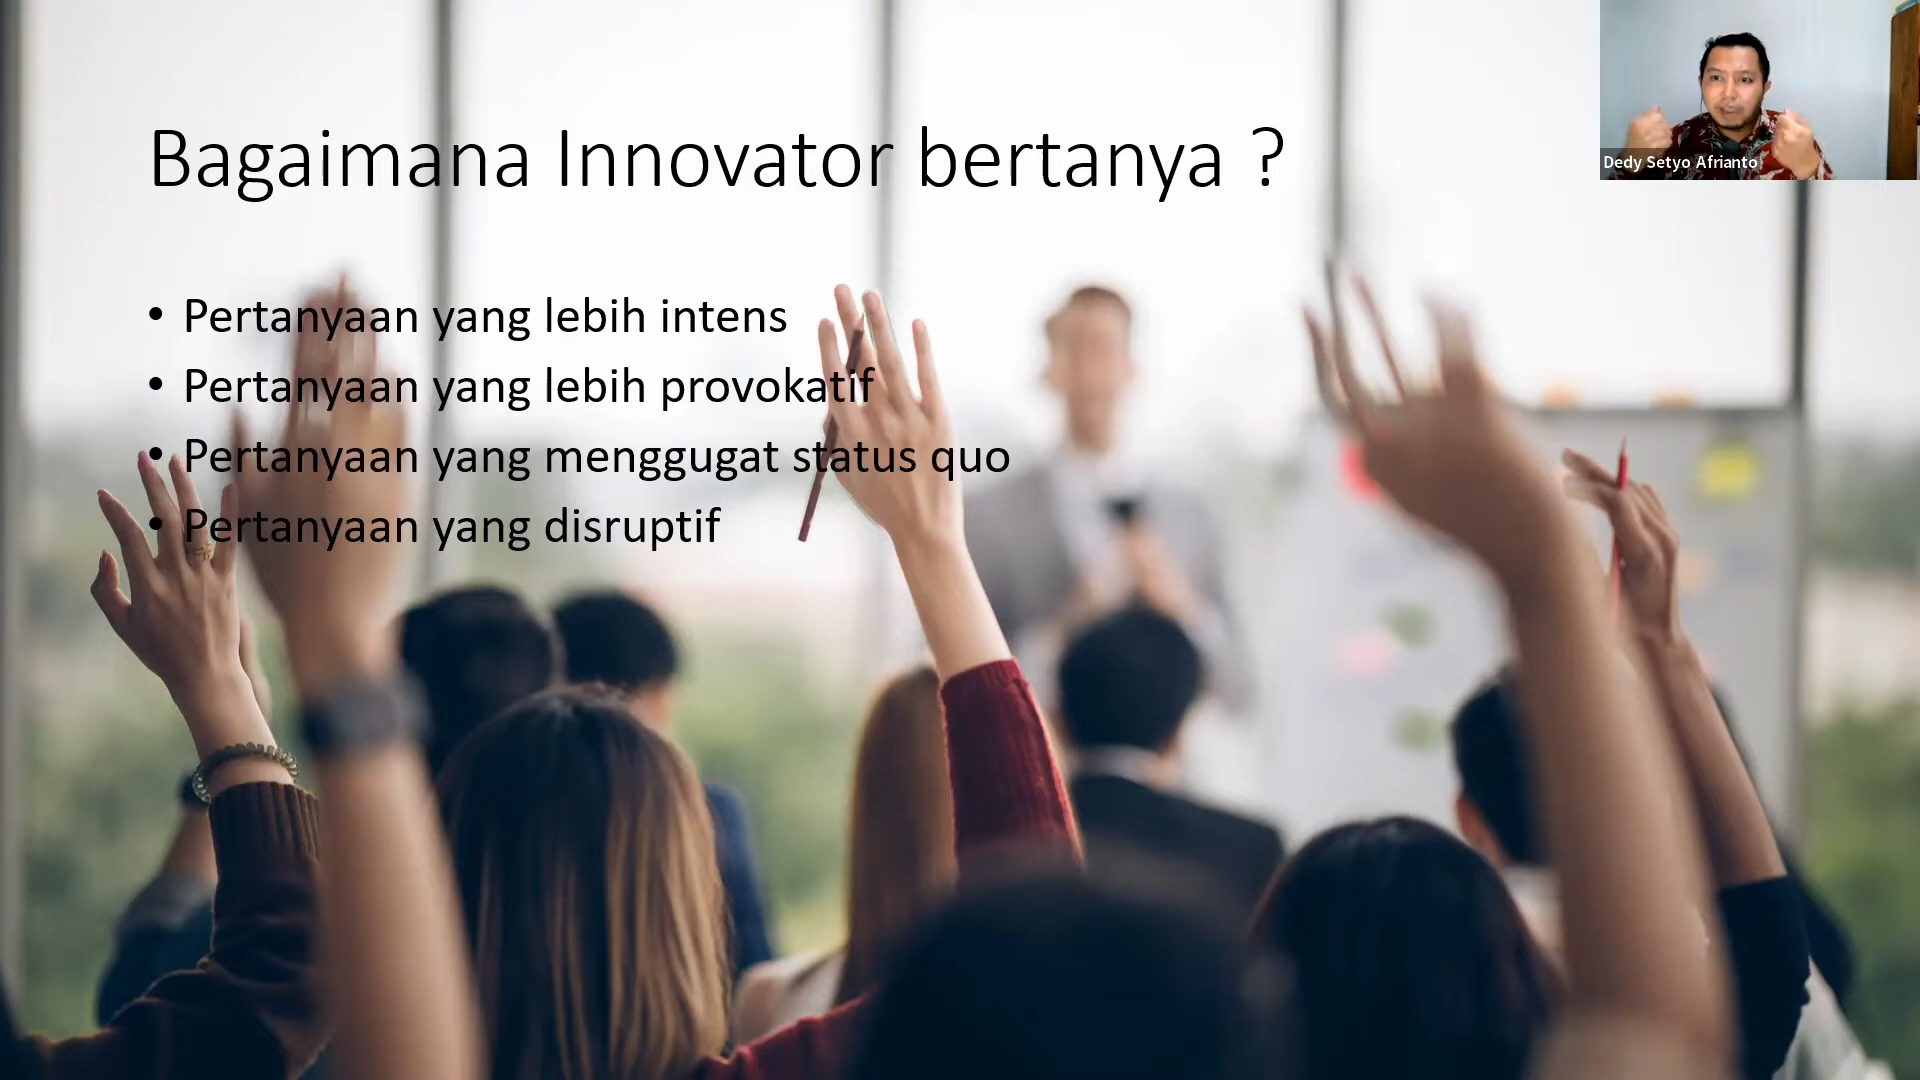 Bagaimana Innovator bertanya ?
• Pertanyaan yang lebih intens
• Pertanyaan yang lebih provokatif
• Pertanyaan yang menggugat status quo
• Pertanyaan yang disruptif
Dedy Setyo Afrianto